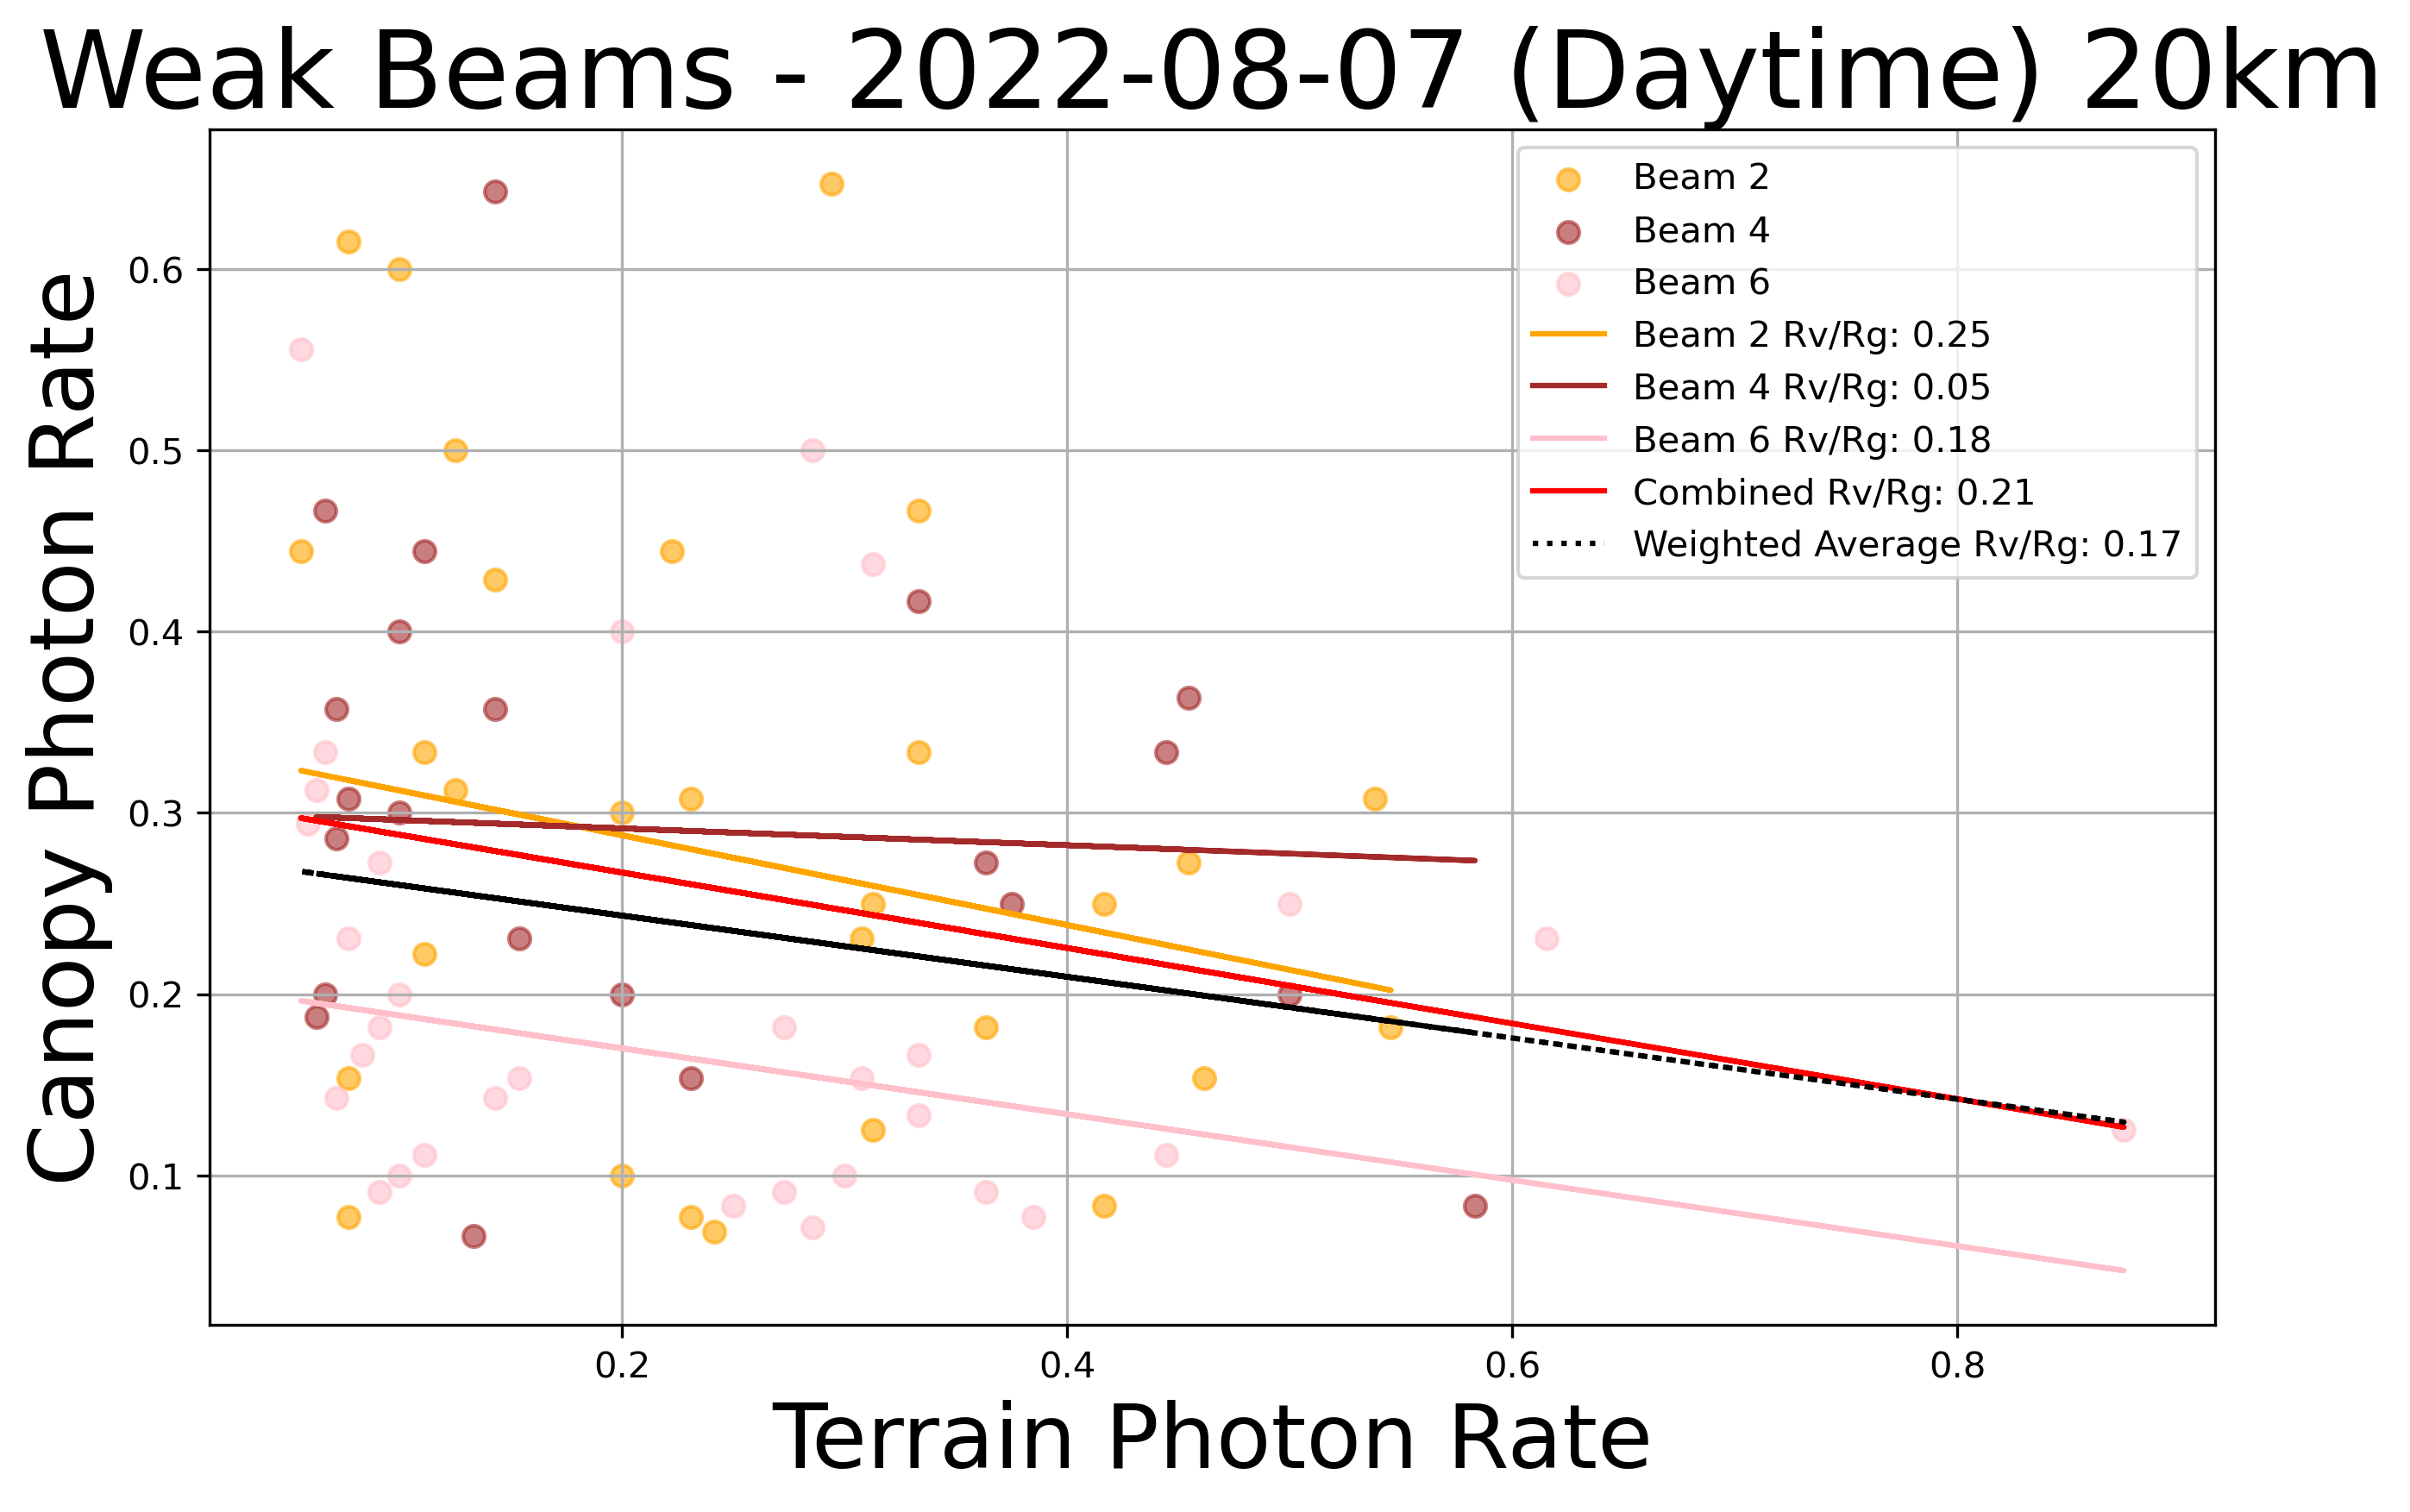 Weak Beams - 2022-08-07 (Daytime) 20km
Beam 2
Beam 4
Beam 6
Beam 2 Rv/Rg: 0.25
Beam 4 Rv/Rg: 0.05
Beam 6 Rv/Rg: 0.18
Combined Rv/Rg: 0.21
Weighted Average Rv/Rg: 0.17
Canopy Photon Rate
0.6
0.5
0.4
0.3
0.2
0.1
0.2
0.4
0.6
0.8
Terrain Photon Rate